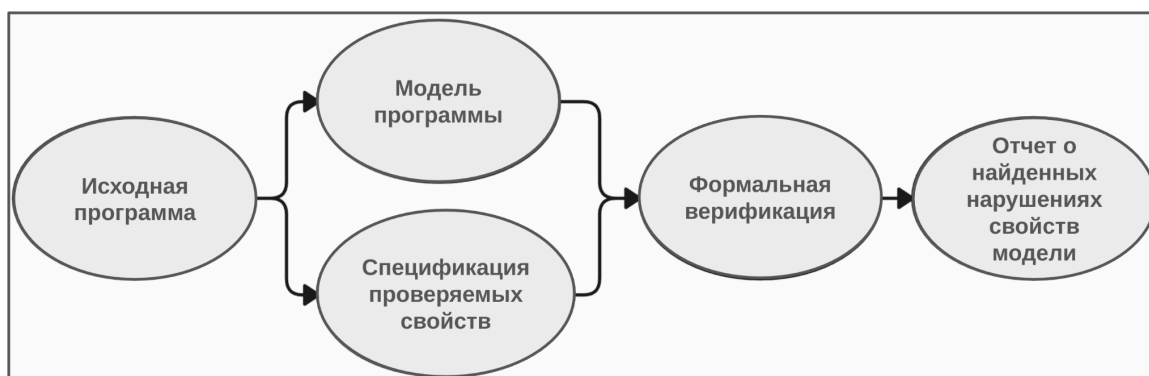 Исходная
программа
Модель
программы
Спецификация
проверяемых
свойств
Формальная
верификация
Отчет о
найденных
нарушениях
свойств
модели